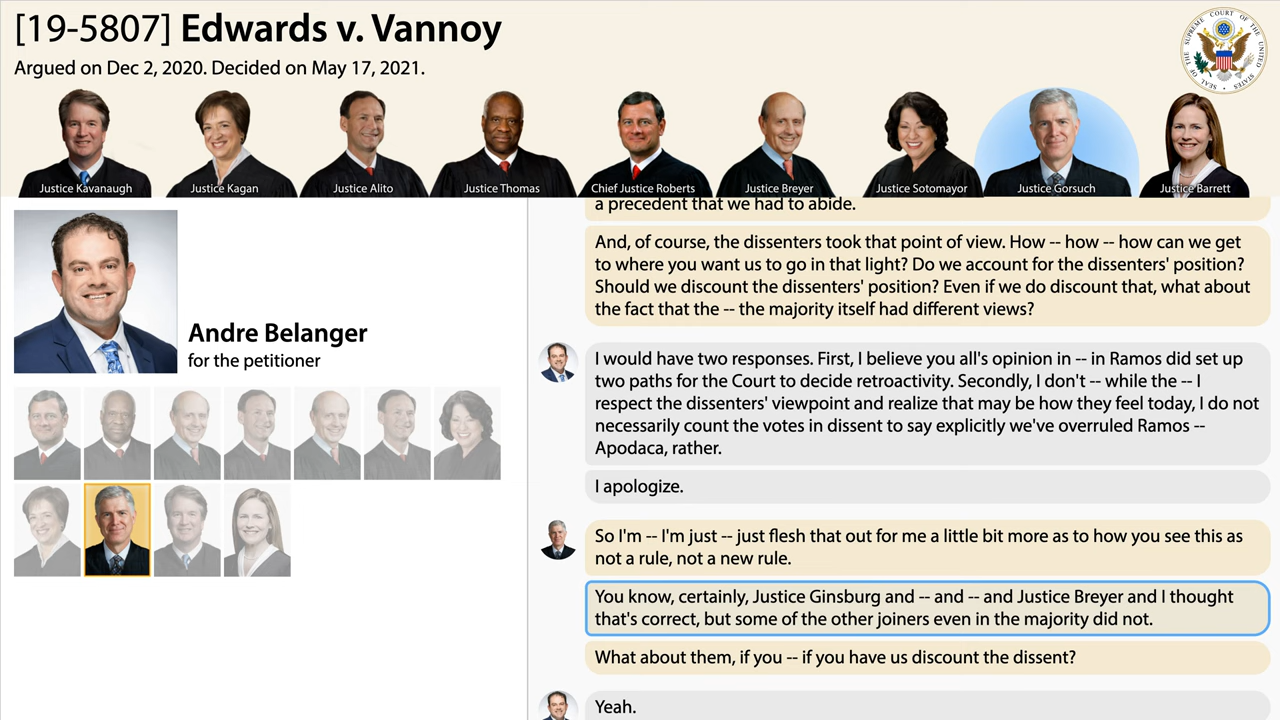 [19-5807] Edwards v. Vannoy
Argued on Dec 2, 2020. Decided on May 17, 2021.
SEAL OF THE SUPREME COURT OF THE UNITED STATES
Justice Kavanaugh
Justice Kagan
Justice Alito
Justice Thomas
Chief Justice Roberts
Justice Breyer
Justice Sotomayor
Justice Gorsuch
Justice Barrett
Andre Belanger
for the petitioner
a precedent that we had to abide.
And, of course, the dissenters took that point of view. How -- how -- how can we get
to where you want us to go in that light? Do we account for the dissenters' position?
Should we discount the dissenters' position? Even if we do discount that, what about
the fact that the -- the majority itself had different views?
I would have two responses. First, I believe you all's opinion in -- in Ramos did set up
two paths for the Court to decide retroactivity. Secondly, I don't -- while the -- I
respect the dissenters' viewpoint and realize that may be how they feel today, I do not
necessarily count the votes in dissent to say explicitly we've overruled Ramos --
Apodaca, rather.
I apologize.
So I'm -- I'm just -- just flesh that out for me a little bit more as to how you see this as
not a rule, not a new rule.
You know, certainly, Justice Ginsburg and -- and -- and Justice Breyer and I thought
that's correct, but some of the other joiners even in the majority did not.
What about them, if you -- if you have us discount the dissent?
Yeah.